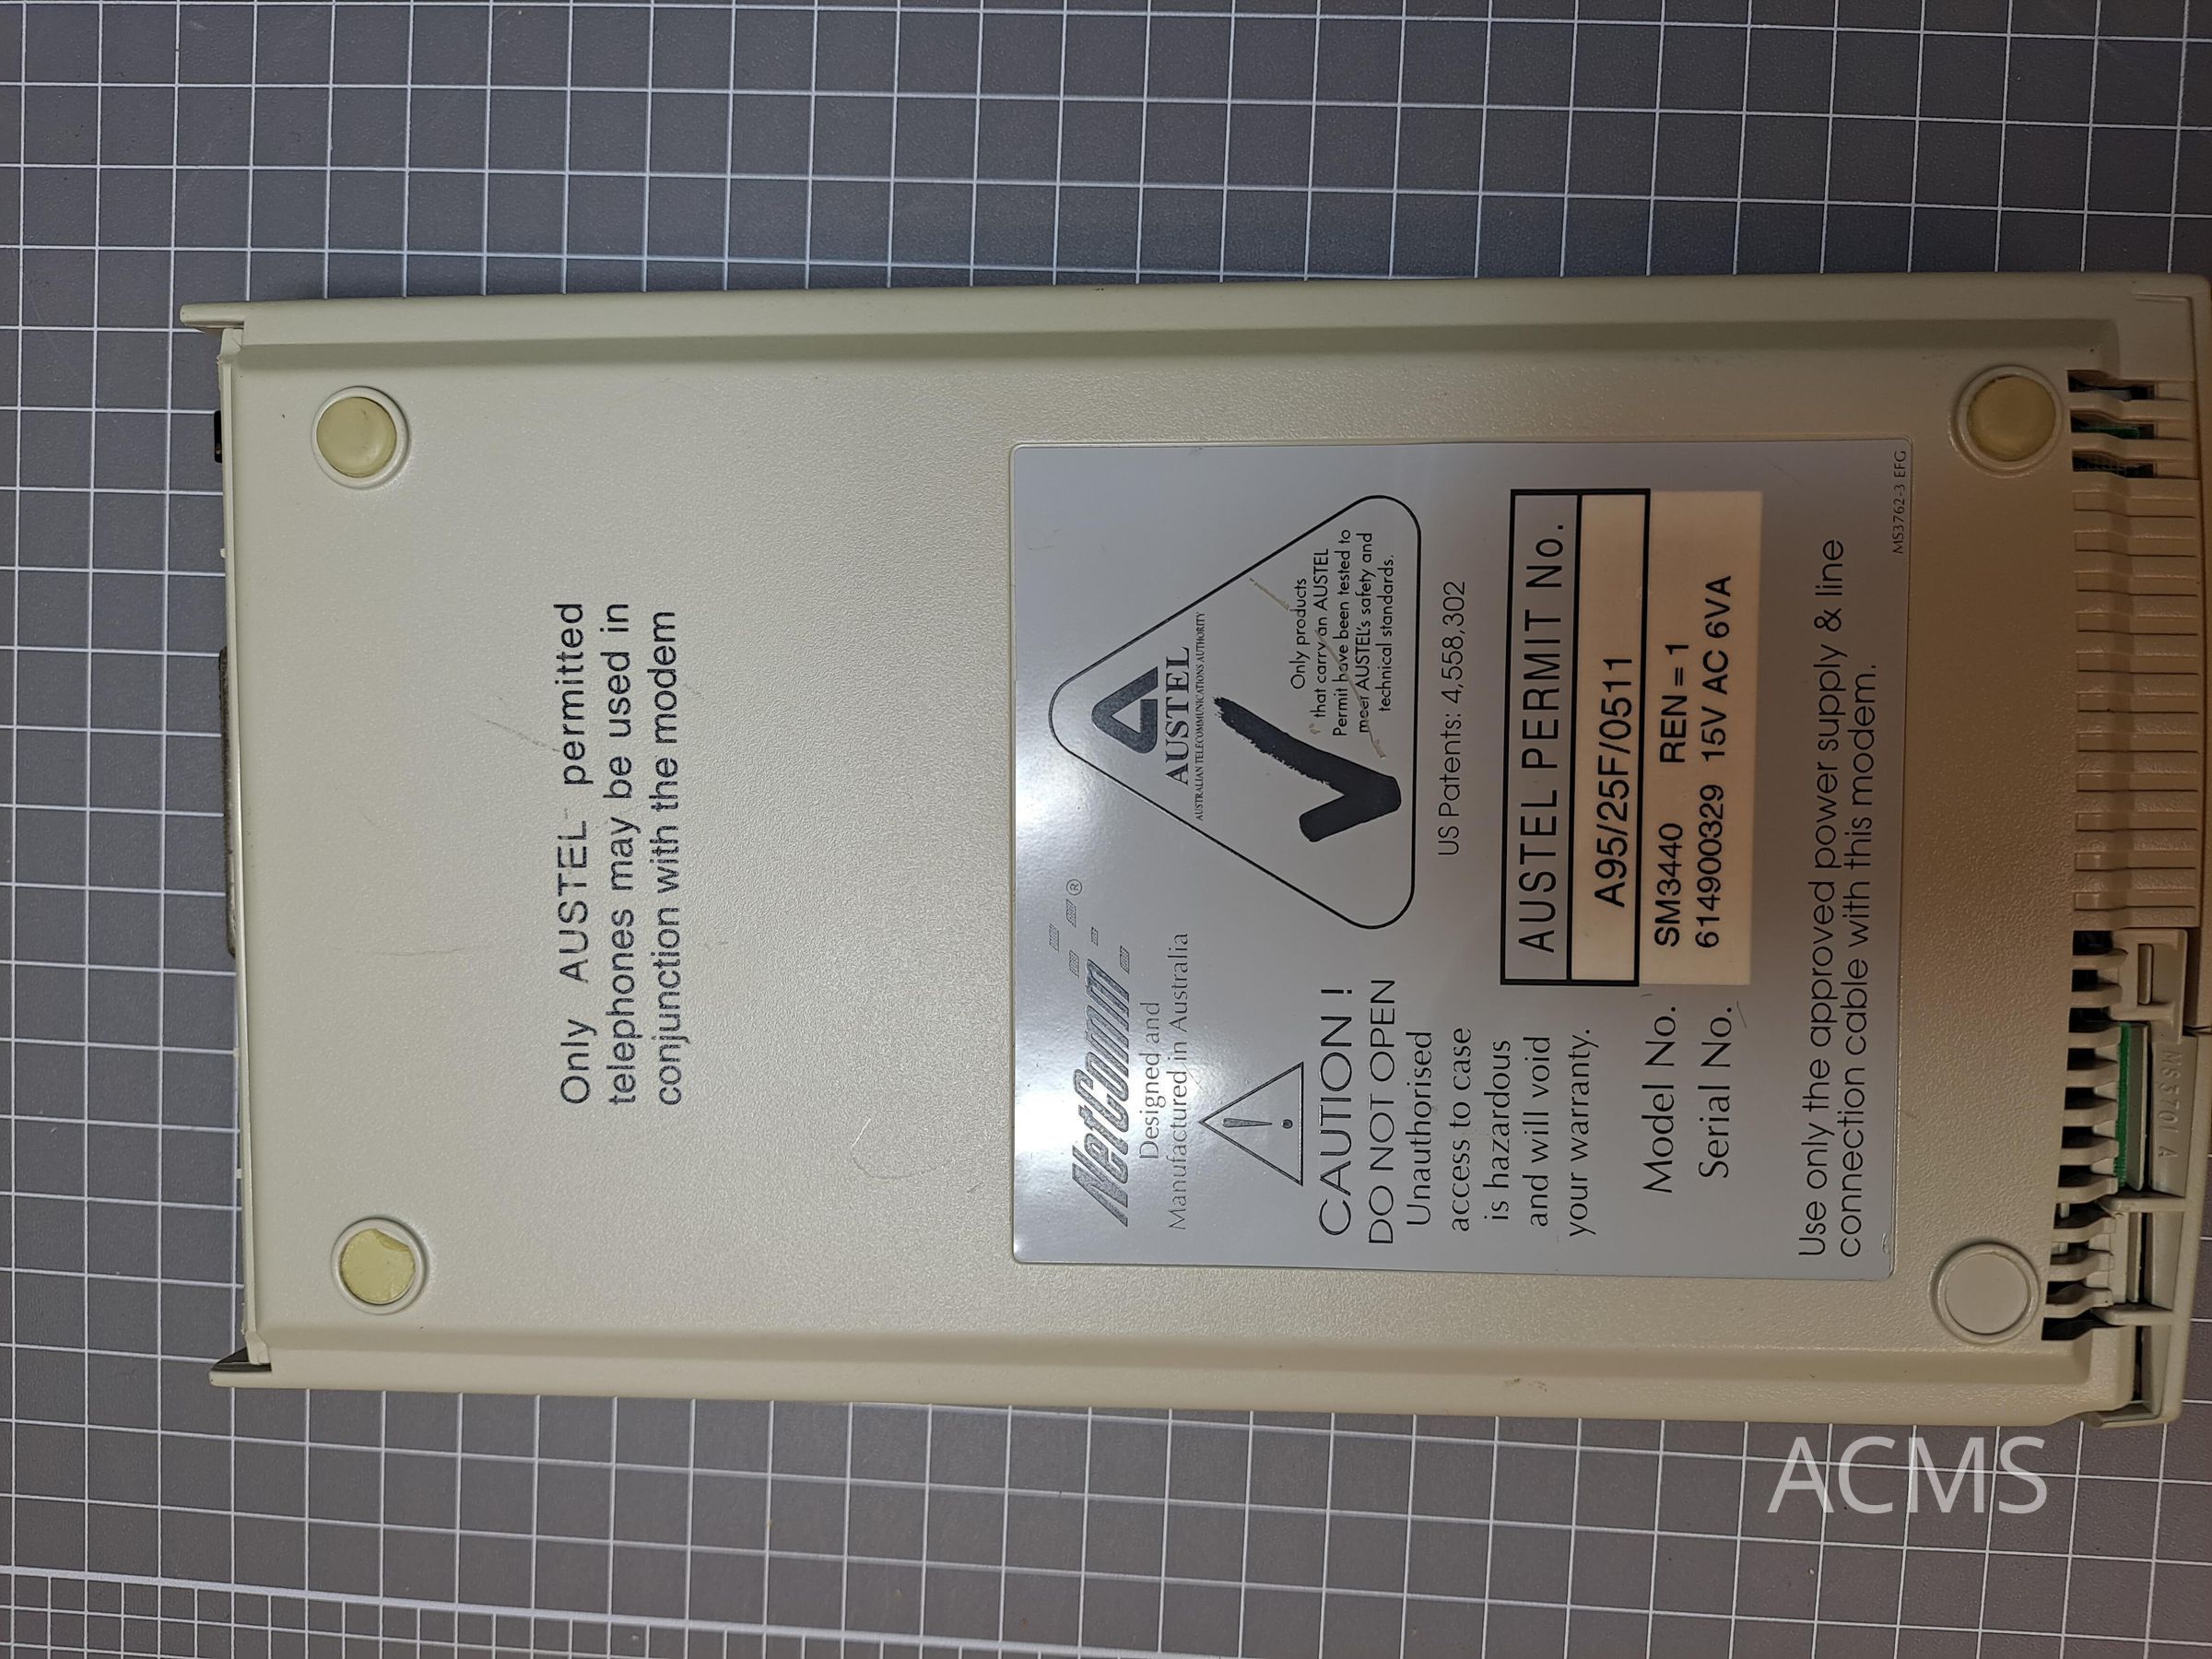 Only AUSTEL permitted
telephones may be used in
conjunction with the modem
NetComm®
Designed and
Manufactured in Australia
AUSTEL
AUSTRALIAN TELECOMMUNICATIONS AUTHORITY
Only products
that carry an AUSTEL
Permit have been tested to
meet AUSTEL's safety and
technical standards.
!
CAUTION !
DO NOT OPEN
Unauthorised
access to case
is hazardous
and will void
your warranty.
US Patents: 4,558,302
AUSTEL PERMIT No.
A95/25F/0511
Model No. SM3440 REN = 1
Serial No. 614900329 15V AC 6VA
Use only the approved power supply & line
connection cable with this modem.
MS3762-3 EFG
MS3701 A
ACMS